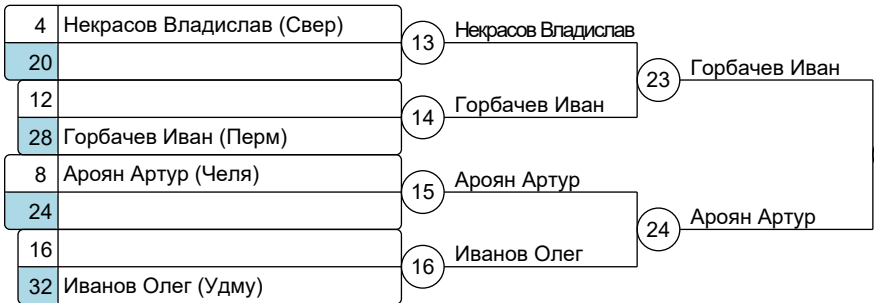 4 Некрасов Владислав (Свер)
20
12
28 Горбачев Иван (Перм)
8 Ароян Артур (Челя)
24
16
32 Иванов Олег (Удму)
13 Некрасов Владислав
14 Горбачев Иван
15 Ароян Артур
16 Иванов Олег
23 Горбачев Иван
24 Ароян Артур